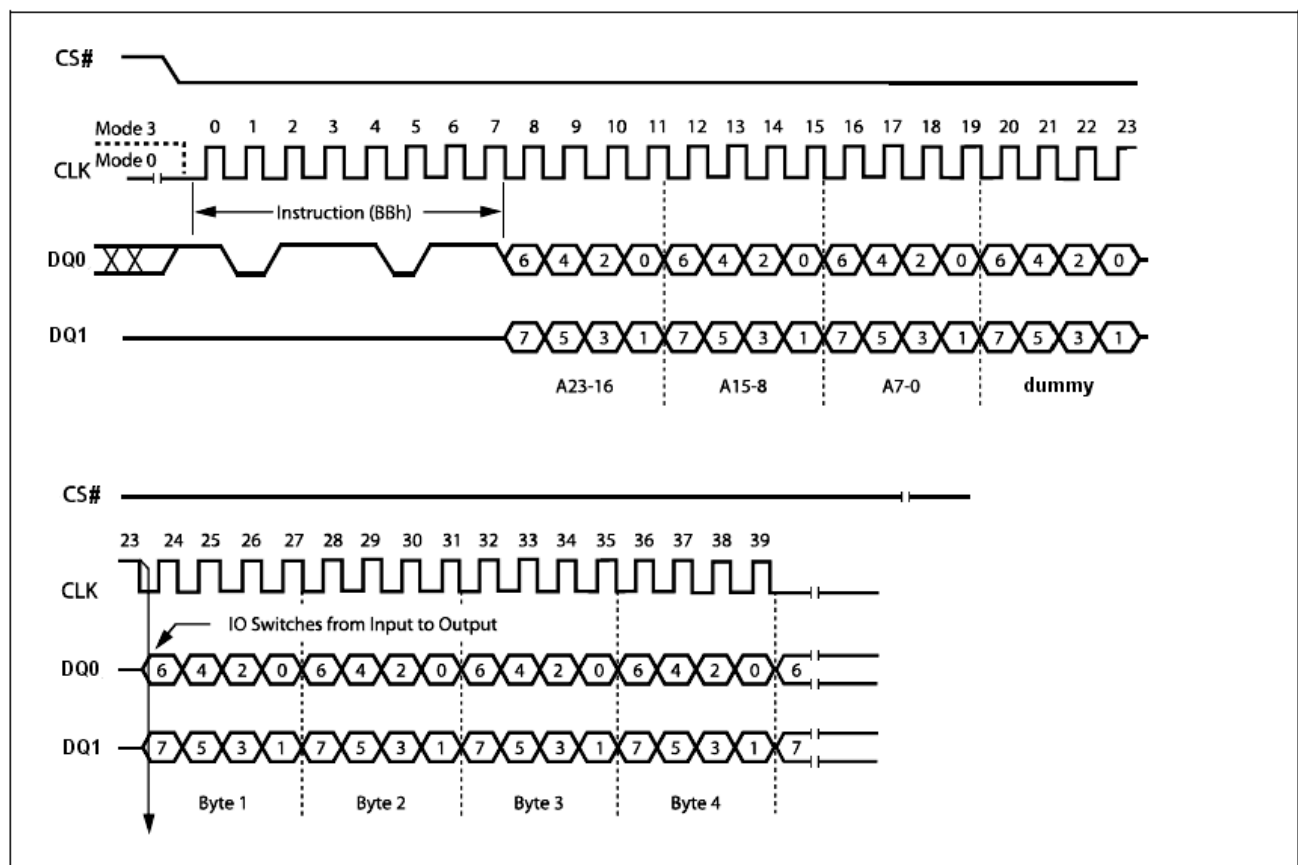 CS#
Mode 3
0 1 2 3 4 5 6 7 8 9 10 11 12 13 14 15 16 17 18 19 20 21 22 23
Mode 0
CLK
Instruction (BBh)
DQ0 6 4 2 0 6 4 2 0 6 4 2 0 6 4 2 0
DQ1 7 5 3 1 7 5 3 1 7 5 3 1 7 5 3 1
A23-16 A15-8 A7-0 dummy
CS#
23 24 25 26 27 28 29 30 31 32 33 34 35 36 37 38 39
CLK
IO Switches from Input to Output
DQ0 6 4 2 0 6 4 2 0 6 4 2 0 6 4 2 0 6
DQ1 7 5 3 1 7 5 3 1 7 5 3 1 7 5 3 1 7
Byte 1 Byte 2 Byte 3 Byte 4